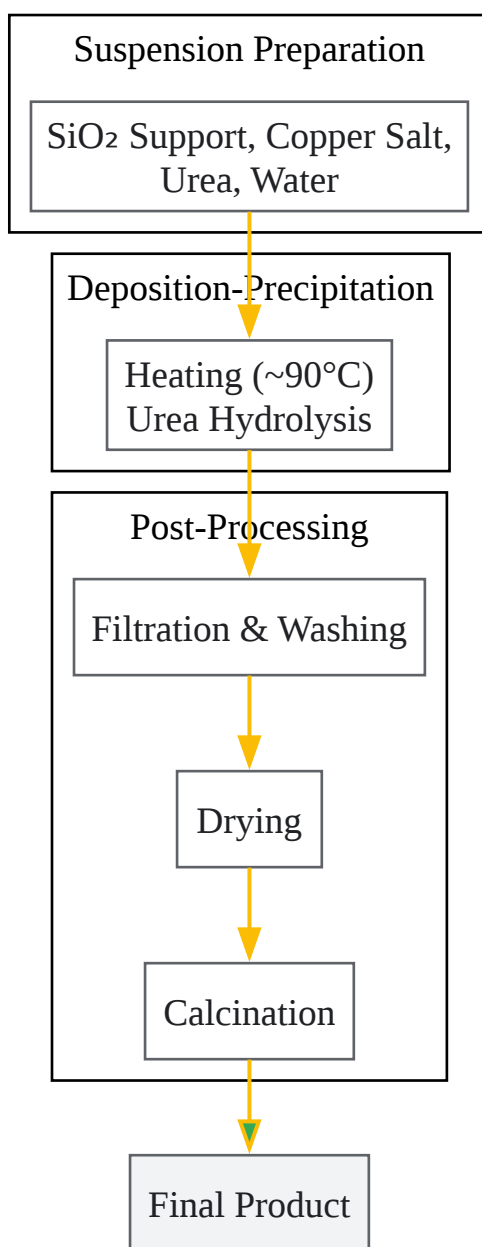 Suspension Preparation
SiO₂ Support, Copper Salt,
Urea, Water
Deposition-Precipitation
Heating (~90°C)
Urea Hydrolysis
Post-Processing
Filtration & Washing
Drying
Calcination
Final Product